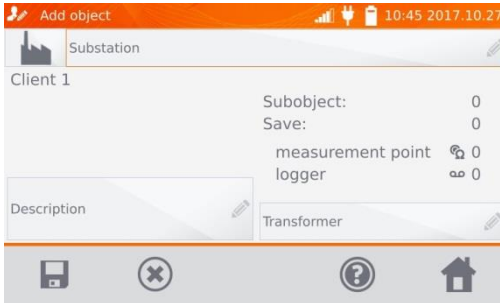 Add object
10:45 2017.10.27
Substation
Client 1
Subobject: 0
Save: 0
measurement point 0
logger 0
Description
Transformer